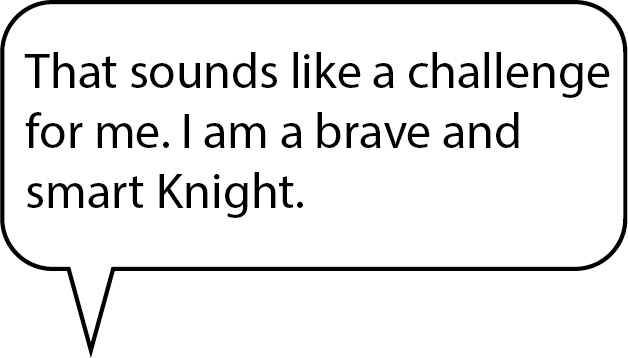 That sounds like a challenge
for me. I am a brave and
smart Knight.